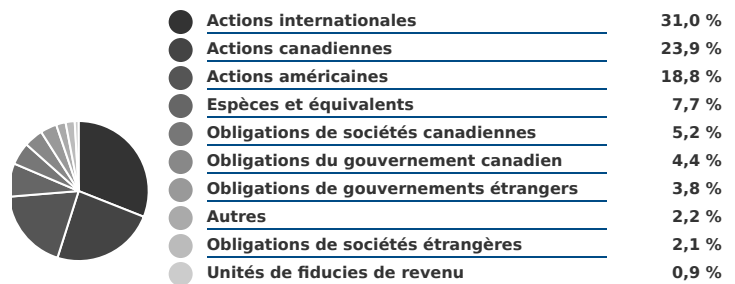 Actions internationales 31,0 %
Actions canadiennes 23,9 %
Actions américaines 18,8 %
Espèces et équivalents 7,7 %
Obligations de sociétés canadiennes 5,2 %
Obligations du gouvernement canadien 4,4 %
Obligations de gouvernements étrangers 3,8 %
Autres 2,2 %
Obligations de sociétés étrangères 2,1 %
Unités de fiducies de revenu 0,9 %